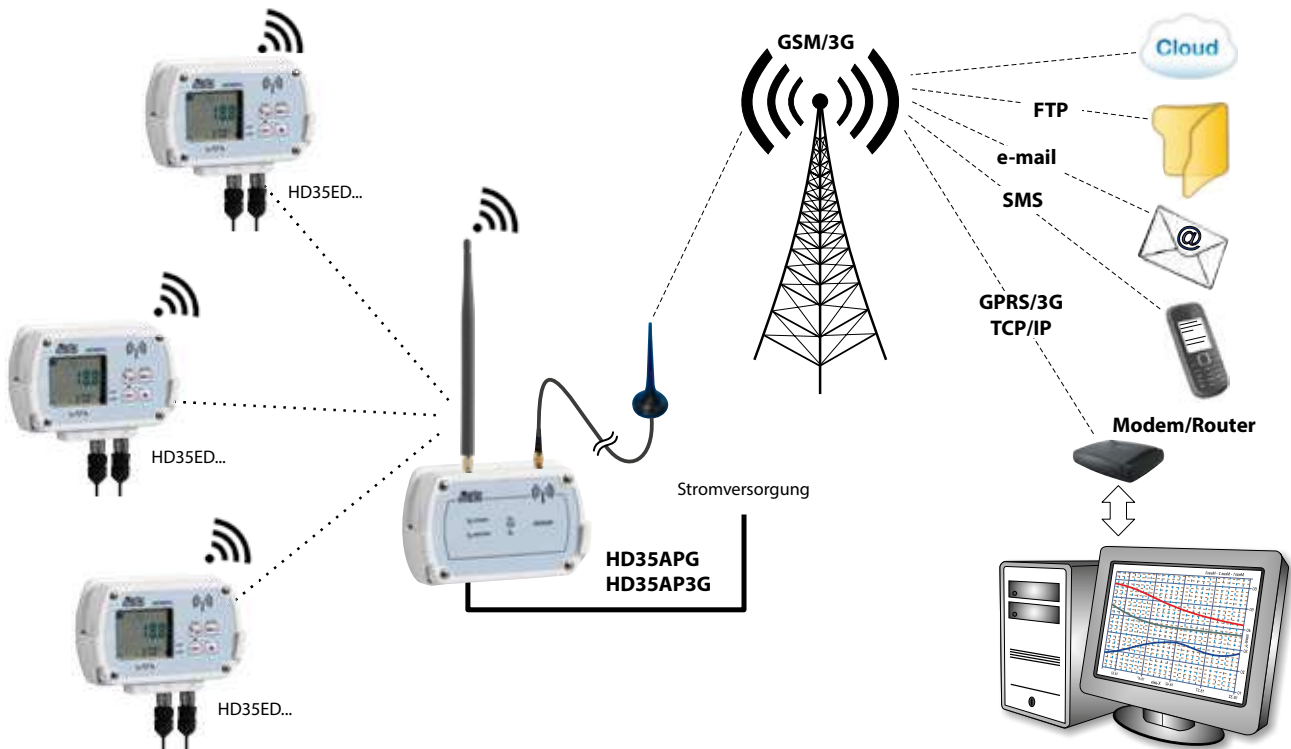 GSM/3G
Cloud
FTP
e-mail
SMS
HD35ED...
GPRS/3G
TCP/IP
Modem/Router
HD35ED...
Stromversorgung
HD35APG
HD35AP3G
HD35ED...
@